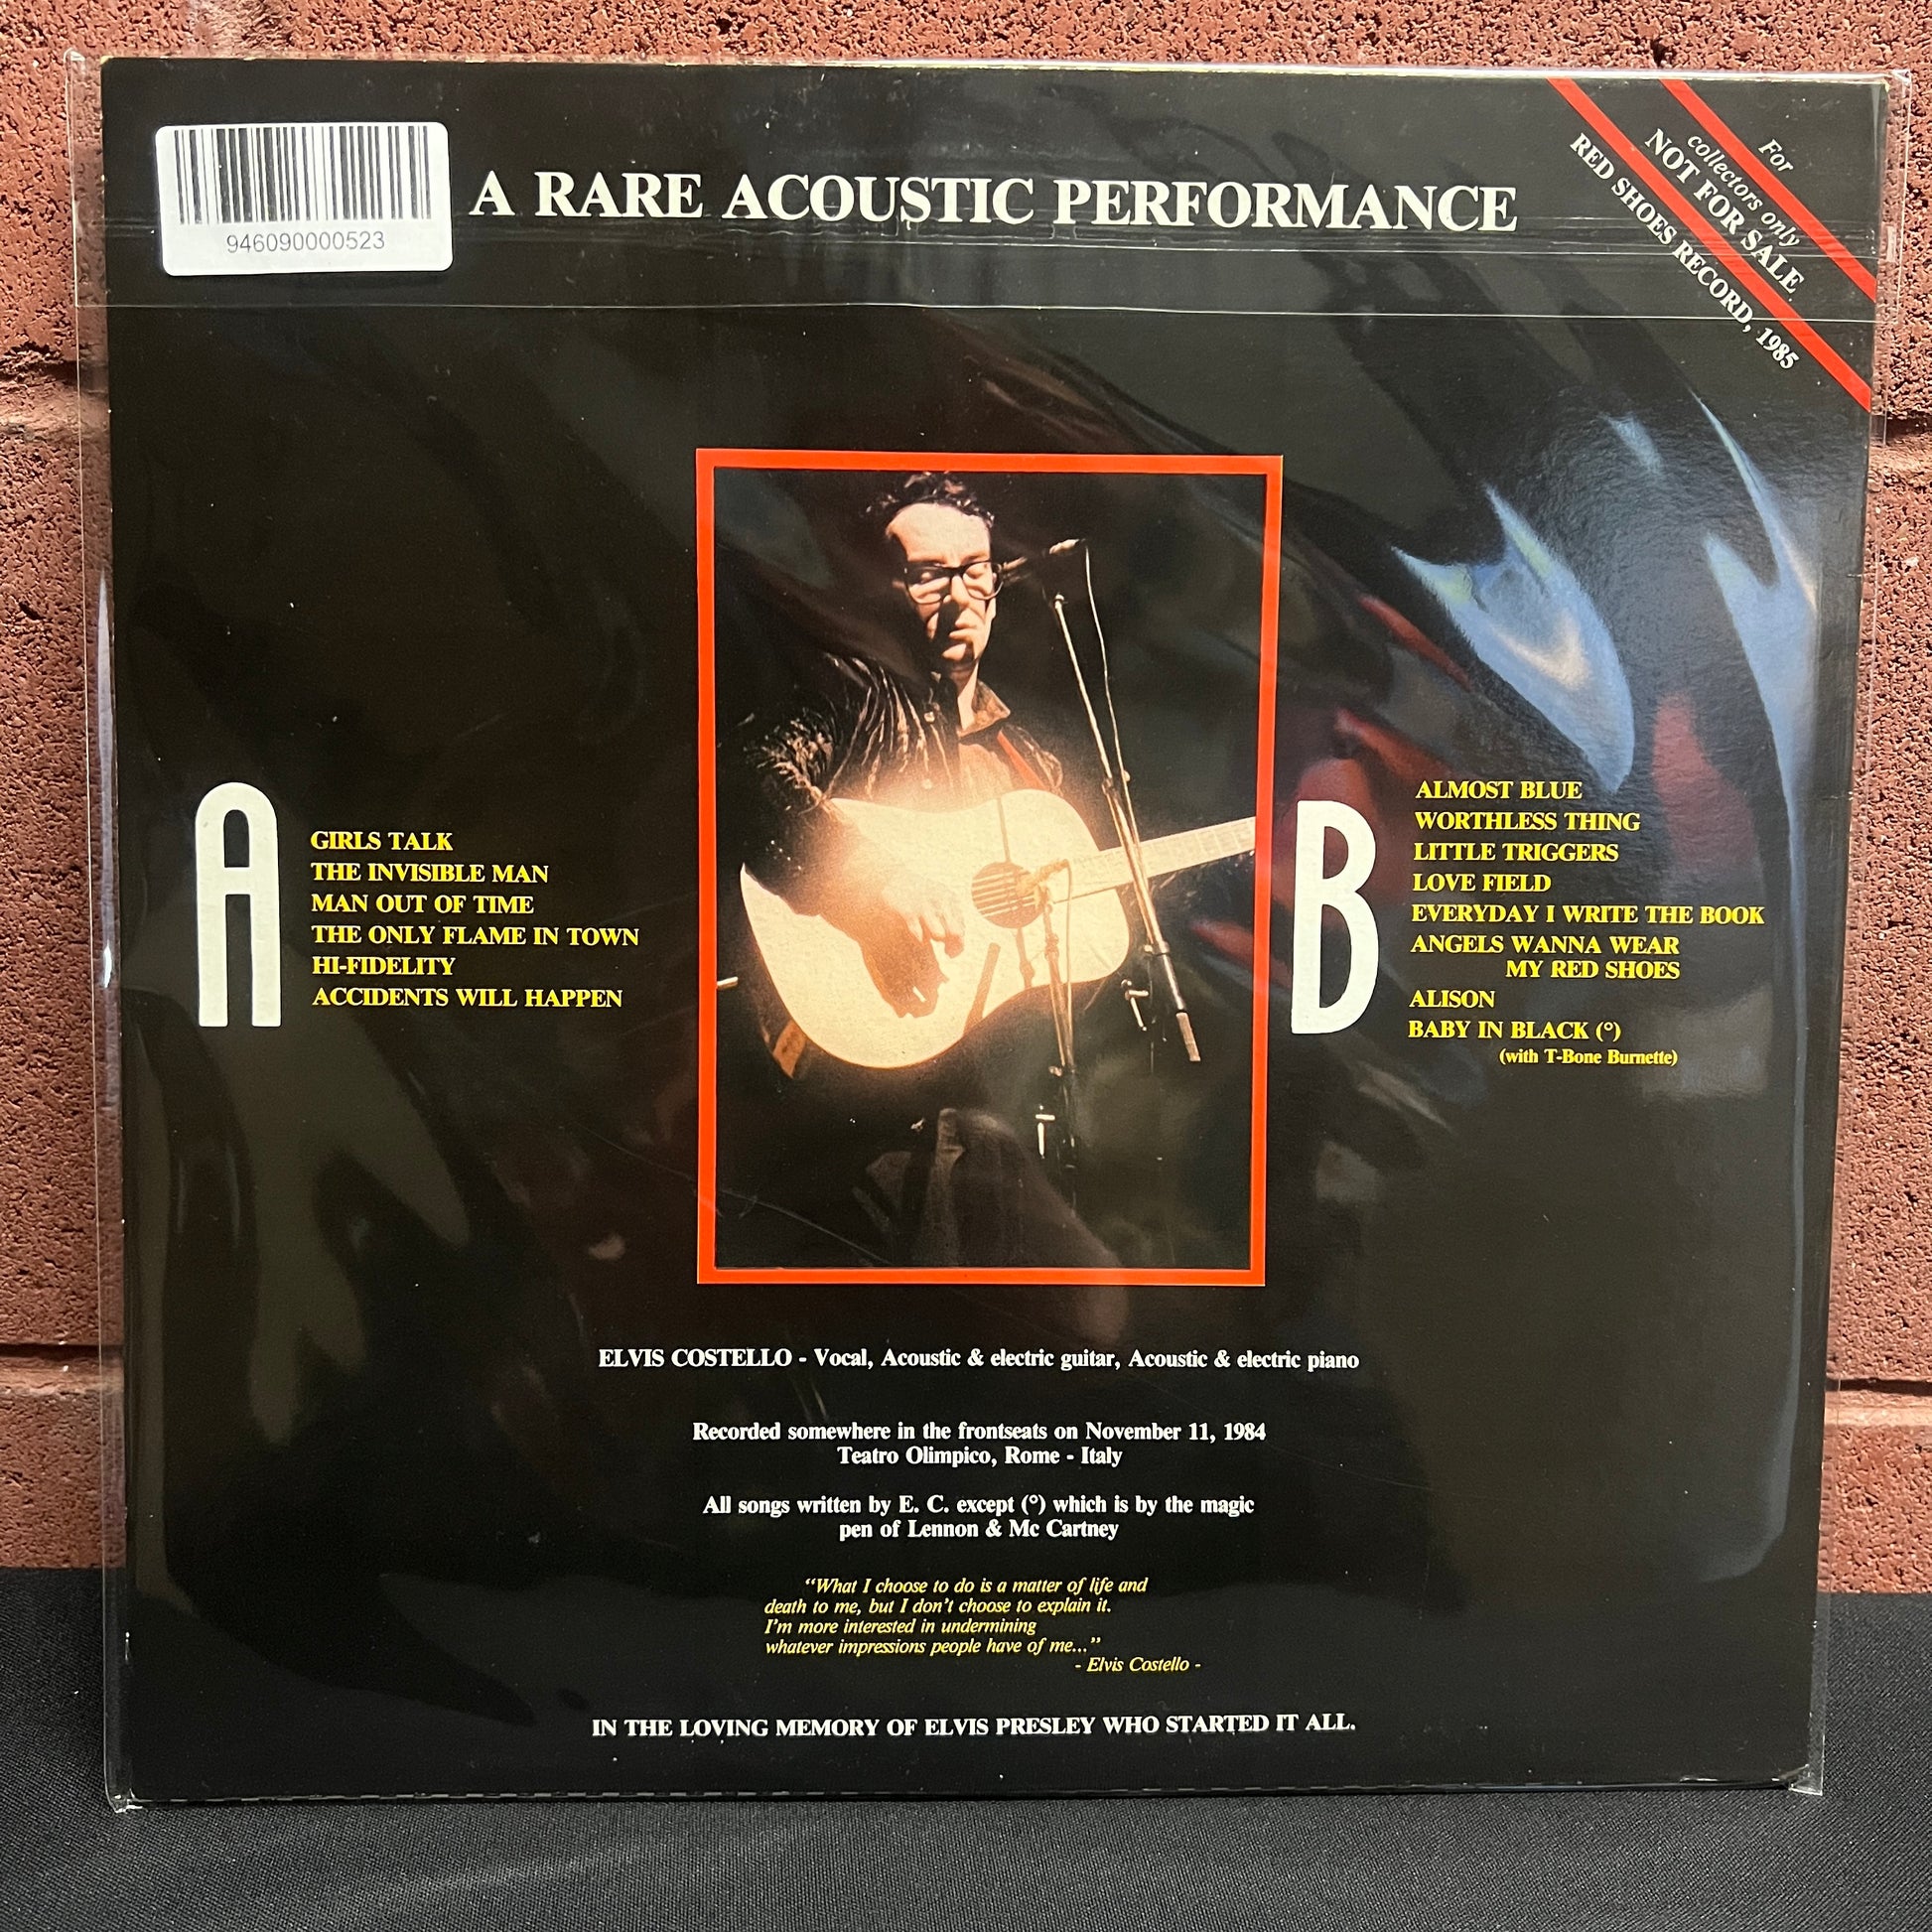 946090000523
A RARE ACOUSTIC PERFORMANCE
For
collectors only
NOT FOR SALE
RED SHOES RECORD, 1985
A
GIRLS TALK
THE INVISIBLE MAN
MAN OUT OF TIME
THE ONLY FLAME IN TOWN
HI-FIDELITY
ACCIDENTS WILL HAPPEN
B
ALMOST BLUE
WORTHLESS THING
LITTLE TRIGGERS
LOVE FIELD
EVERYDAY I WRITE THE BOOK
ANGELS WANNA WEAR
MY RED SHOES
ALISON
BABY IN BLACK (°)
(with T-Bone Burnette)
ELVIS COSTELLO - Vocal, Acoustic & electric guitar, Acoustic & electric piano
Recorded somewhere in the frontseats on November 11, 1984
Teatro Olimpico, Rome - Italy
All songs written by E. C. except (°) which is by the magic
pen of Lennon & Mc Cartney
“What I choose to do is a matter of life and
death to me, but I don’t choose to explain it.
I’m more interested in undermining
whatever impressions people have of me...”
- Elvis Costello -
IN THE LOVING MEMORY OF ELVIS PRESLEY WHO STARTED IT ALL.